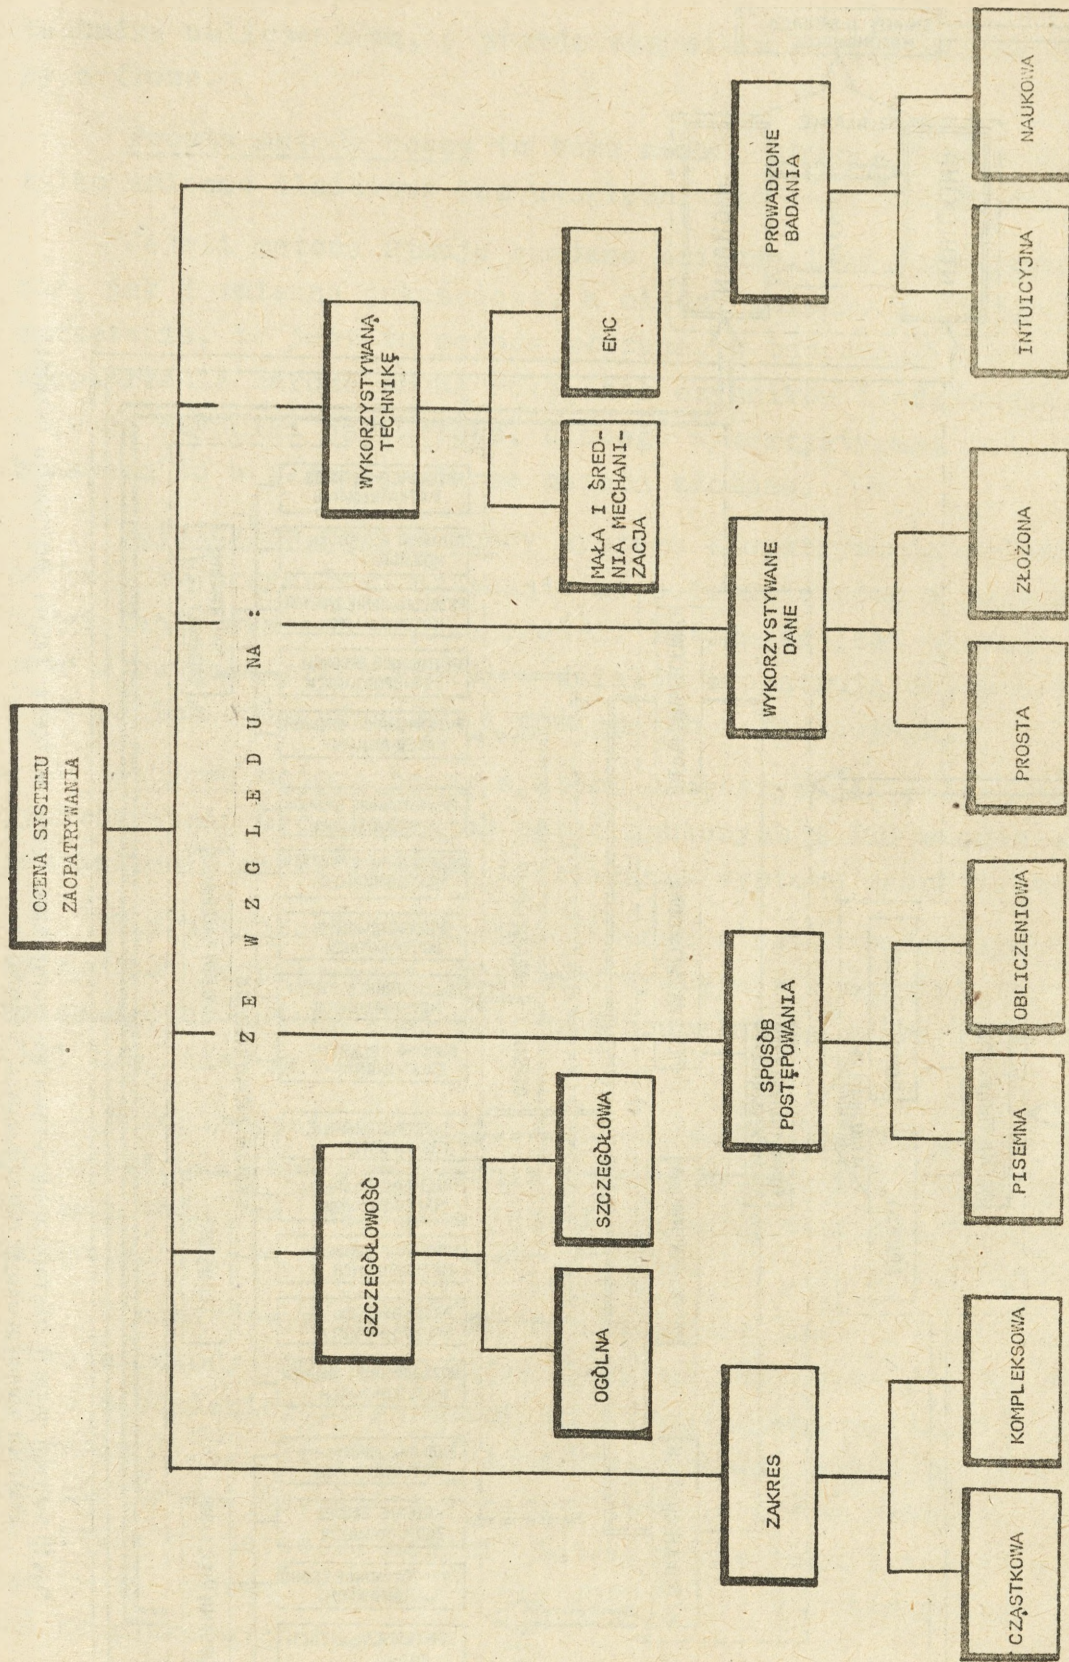 OCENA SYSTEMU
ZAOPATRYWANIA
ZE WZGLEDU NA :
SZCZEGÓŁOWOŚĆ
WYKORZYSTYWANĄ
TECHNIKĘ
OGÓLNA
SZCZEGÓŁOWA
MAŁA I ŚRED-
NIA MECHANI-
ZACJA
EMC
ZAKRES
SPOSÓB
POSTĘPOWANIA
WYKORZYSTYWANE
DANE
PROWADZONE
BADANIA
CZĄSTKOWA
KOMPLEKSOWA
PISEMNA
OBLICZENIOWA
PROSTA
ZŁOŻONA
INTUICYJNA
NAUKOWA